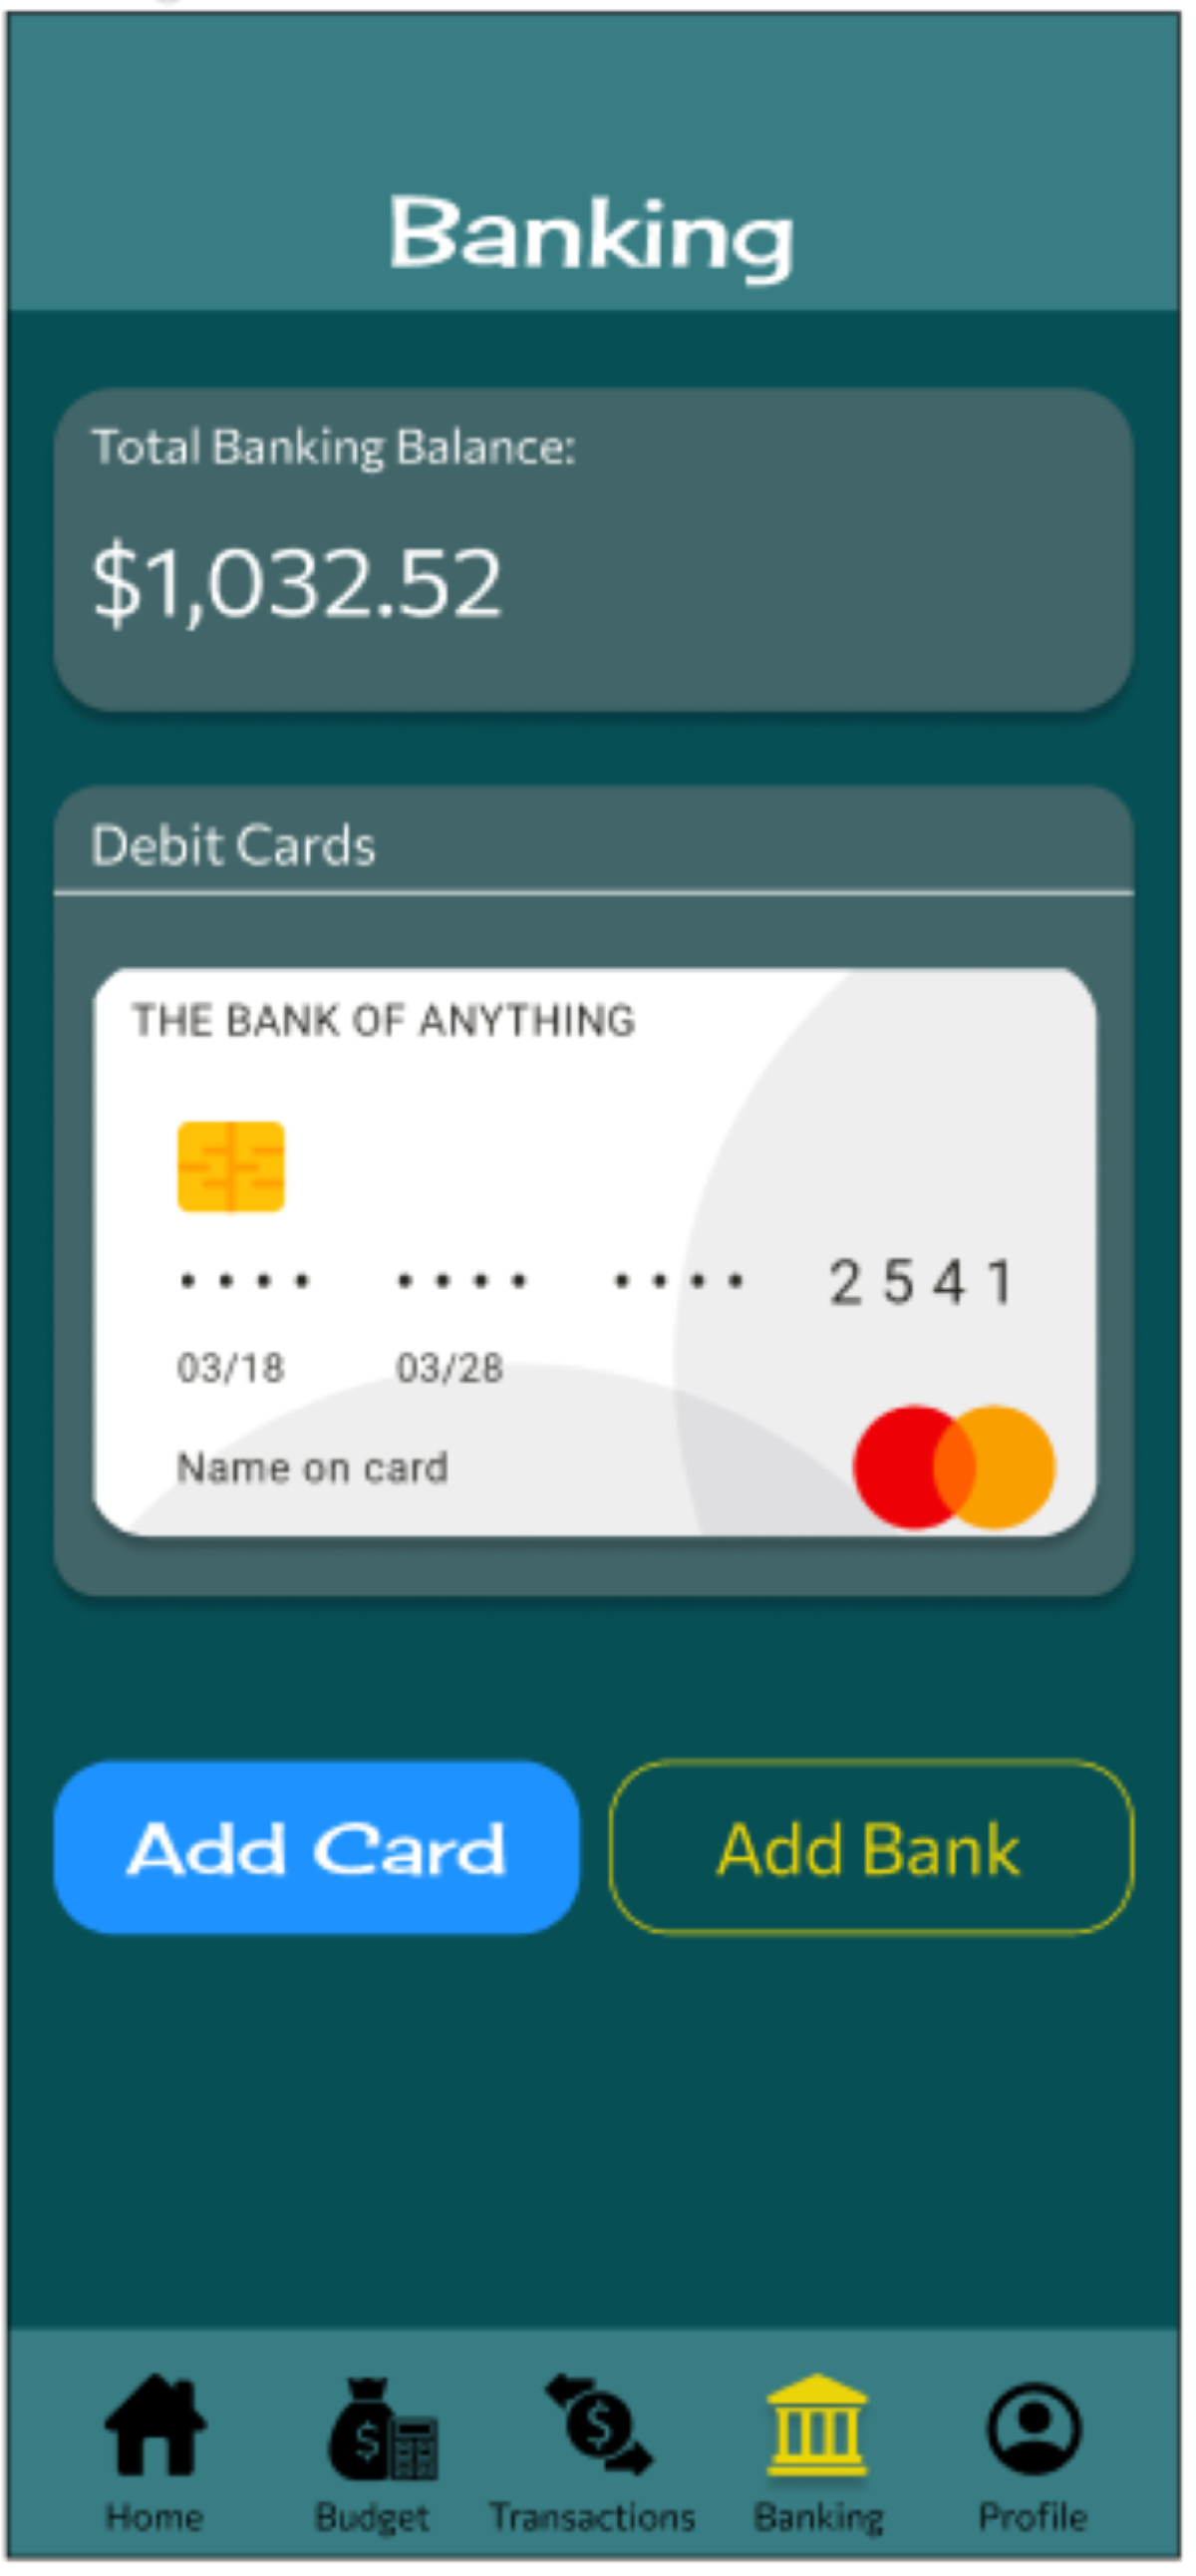 Banking
Total Banking Balance:
$1,032.52
Debit Cards
THE BANK OF ANYTHING
•••• •••• •••• 2541
03/18 03/28
Name on card
Add Card Add Bank
$ $
Home Budget Transactions Banking Profile